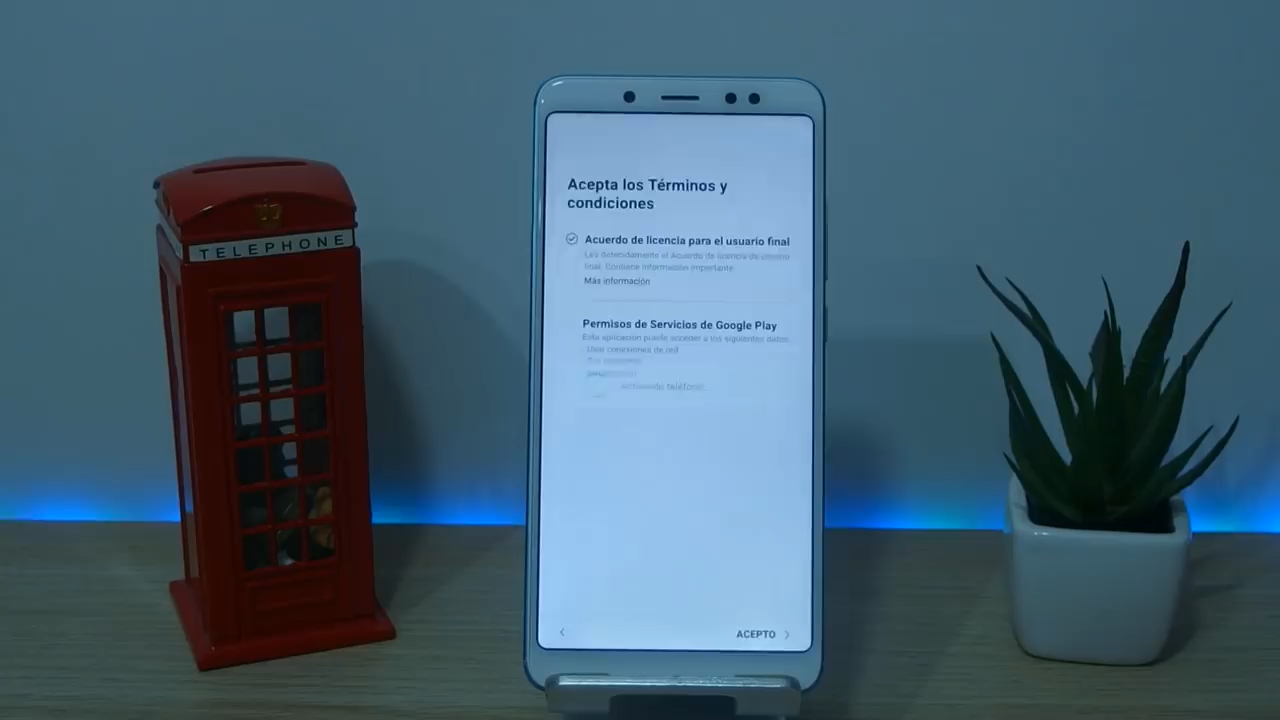 TELEPHONE
Acepta los Términos y
condiciones
Acuerdo de licencia para el usuario final
Lea detenidamente el Acuerdo de licencia de usuario
final. Contiene información importante.
Más información
Permisos de Servicios de Google Play
Esta aplicación puede acceder a los siguientes datos:
Usar conexiones de red
teléfono
ACEPTO